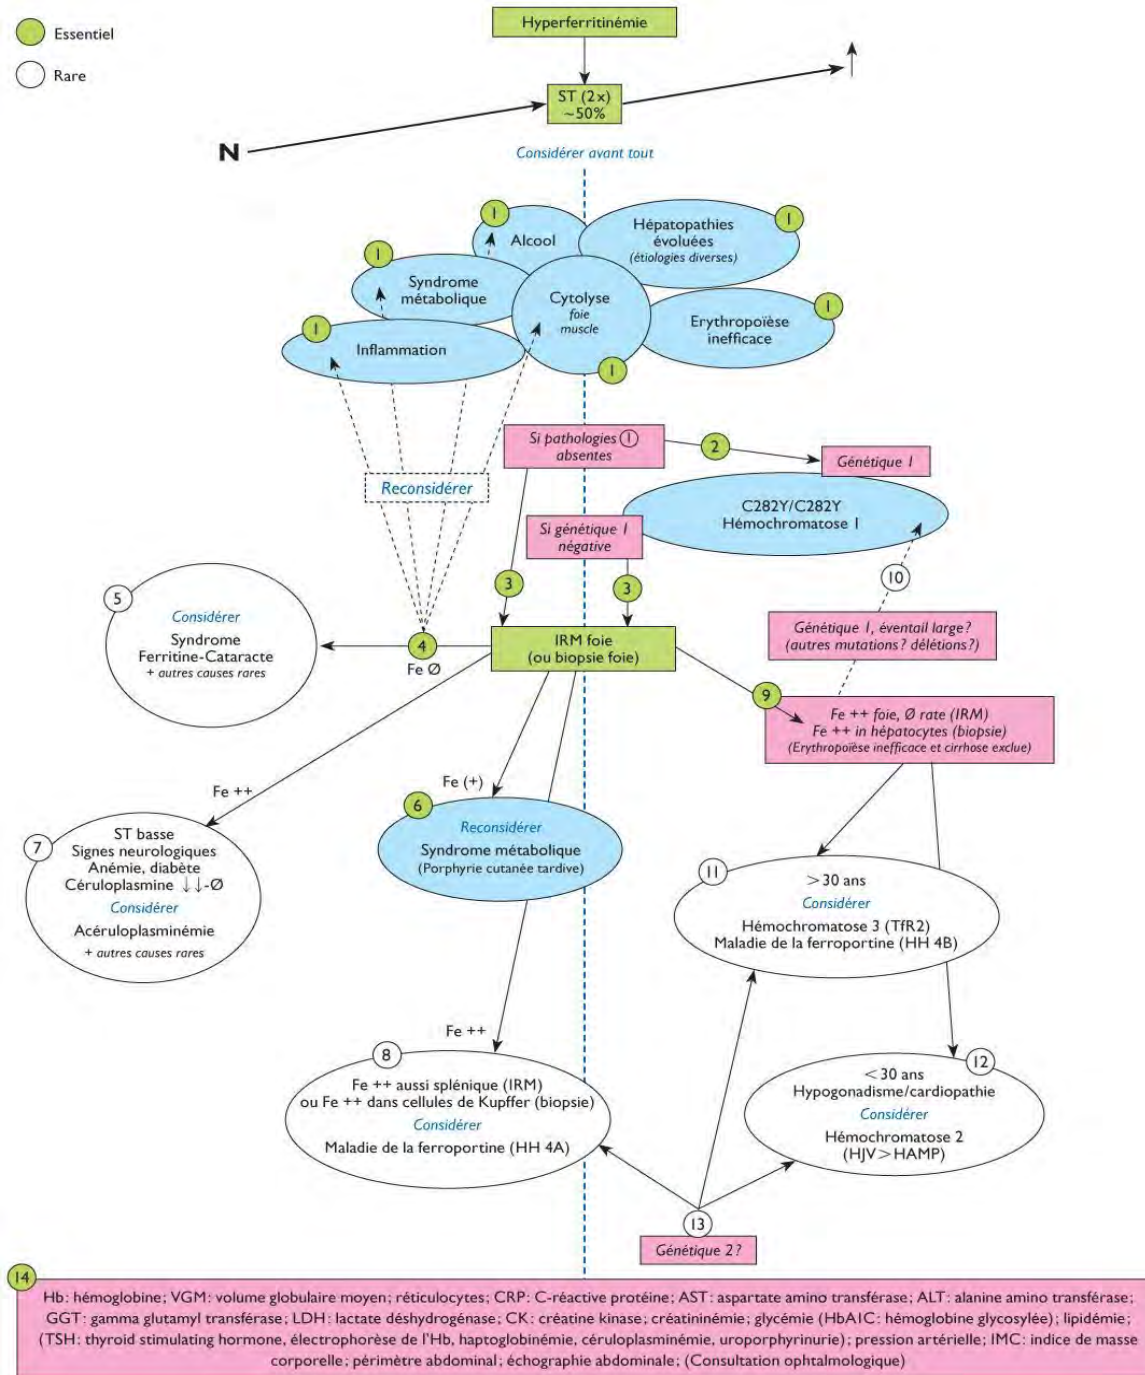 Essentiel
Rare
Hyperferritinémie
ST (2x)
~50%
N
Considérer avant tout
1
Alcool
1
Hépatopathies
évoluées
(étiologies diverses)
1
Syndrome
métabolique
Cytolyse
foie
muscle
1
1
Erythropoïèse
inefficace
1
Inflammation
Si pathologies 1
absentes
2
Génétique 1
Reconsidérer
C282Y/C282Y
Hémochromatose 1
Si génétique 1
négative
3
3
10
5
Considérer
Syndrome
Ferritine-Cataracte
+ autres causes rares
4
Fe Ø
IRM foie
(ou biopsie foie)
Génétique 1, éventail large?
(autres mutations? délétions?)
9
Fe ++ foie, Ø rate (IRM)
Fe ++ in hépatocytes (biopsie)
(Erythropoïèse inefficace et cirrhose exclue)
Fe ++
Fe (+)
6
Reconsidérer
Syndrome métabolique
(Porphyrie cutanée tardive)
7
ST basse
Signes neurologiques
Anémie, diabète
Céruloplasmine ↓↓-Ø
Considérer
Acéruloplasminémie
+ autres causes rares
11
>30 ans
Considérer
Hémochromatose 3 (TfR2)
Maladie de la ferroportine (HH 4B)
Fe ++
8
Fe ++ aussi splénique (IRM)
ou Fe ++ dans cellules de Kupffer (biopsie)
Considérer
Maladie de la ferroportine (HH 4A)
12
<30 ans
Hypogonadisme/cardiopathie
Considérer
Hémochromatose 2
(HJV>HAMP)
13
Génétique 2?
14
Hb: hémoglobine; VGM: volume globulaire moyen; réticulocytes; CRP: C-réactive protéine; AST: aspartate amino transférase; ALT: alanine amino transférase;
GGT: gamma glutamyl transférase; LDH: lactate déshydrogénase; CK: créatine kinase; créatininémie; glycémie (HbA1C: hémoglobine glycosylée); lipidémie;
(TSH: thyroid stimulating hormone, électrophorèse de l'Hb, haptoglobinémie, céruloplasminémie, uroporphyrinurie); pression artérielle; IMC: indice de masse
corporelle; périmètre abdominal; échographie abdominale; (Consultation ophtalmologique)